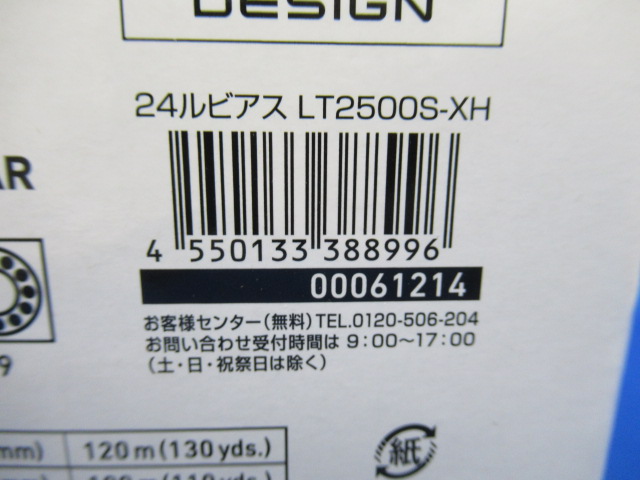 DESIGN
24ルビアス LT2500S-XH
AR
4 550133 388996
00061214
9
お客様センター(無料)TEL.0120-506-204
お問い合わせ受付時間は 9:00～17:00
(土・日・祝祭日は除く)
mm) 120m(130yds.)
紙